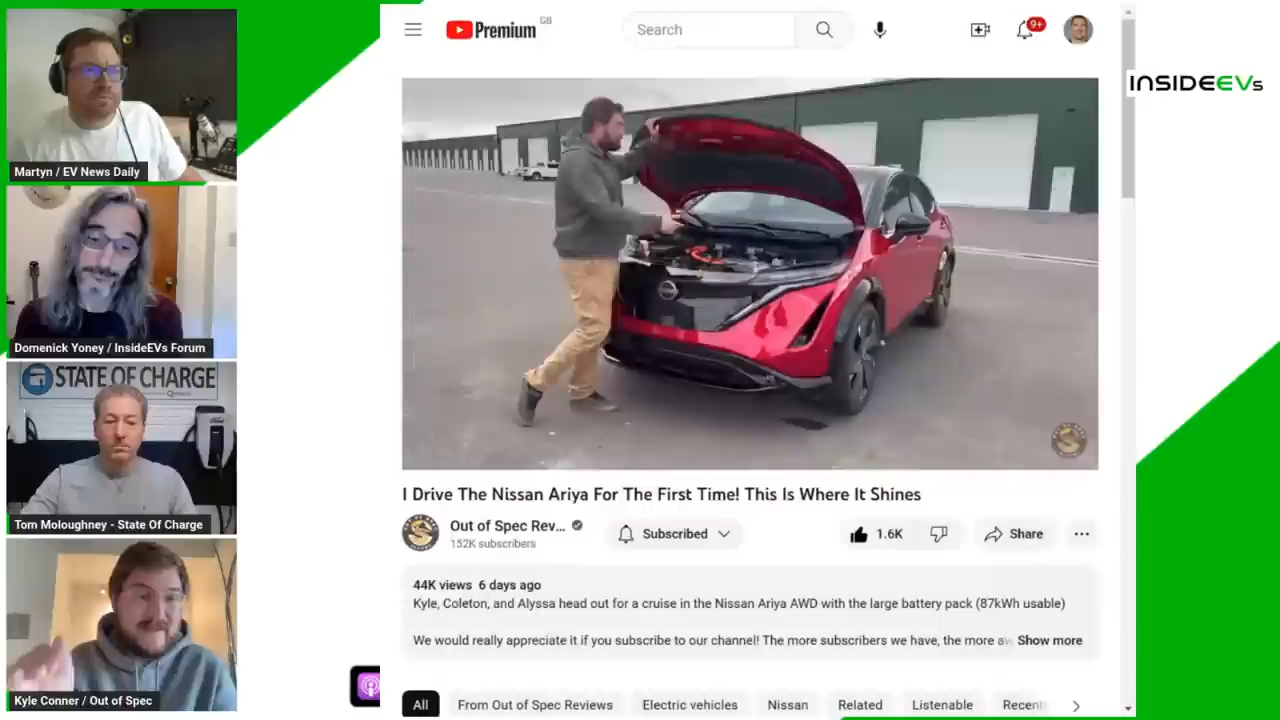 Martyn / EV News Daily
Domenick Yoney / InsideEVs Forum
STATE OF CHARGE
Tom Moloughney - State Of Charge
Kyle Conner / Out of Spec
Premium GB
Search
9+
INSIDEEVs
I Drive The Nissan Ariya For The First Time! This Is Where It Shines
Out of Spec Rev...
152K subscribers
Subscribed
1.6K
Share
44K views 6 days ago
Kyle, Coleton, and Alyssa head out for a cruise in the Nissan Ariya AWD with the large battery pack (87kWh usable)
We would really appreciate it if you subscribe to our channel! The more subscribers we have, the more aw Show more
All
From Out of Spec Reviews
Electric vehicles
Nissan
Related
Listenable
Recent